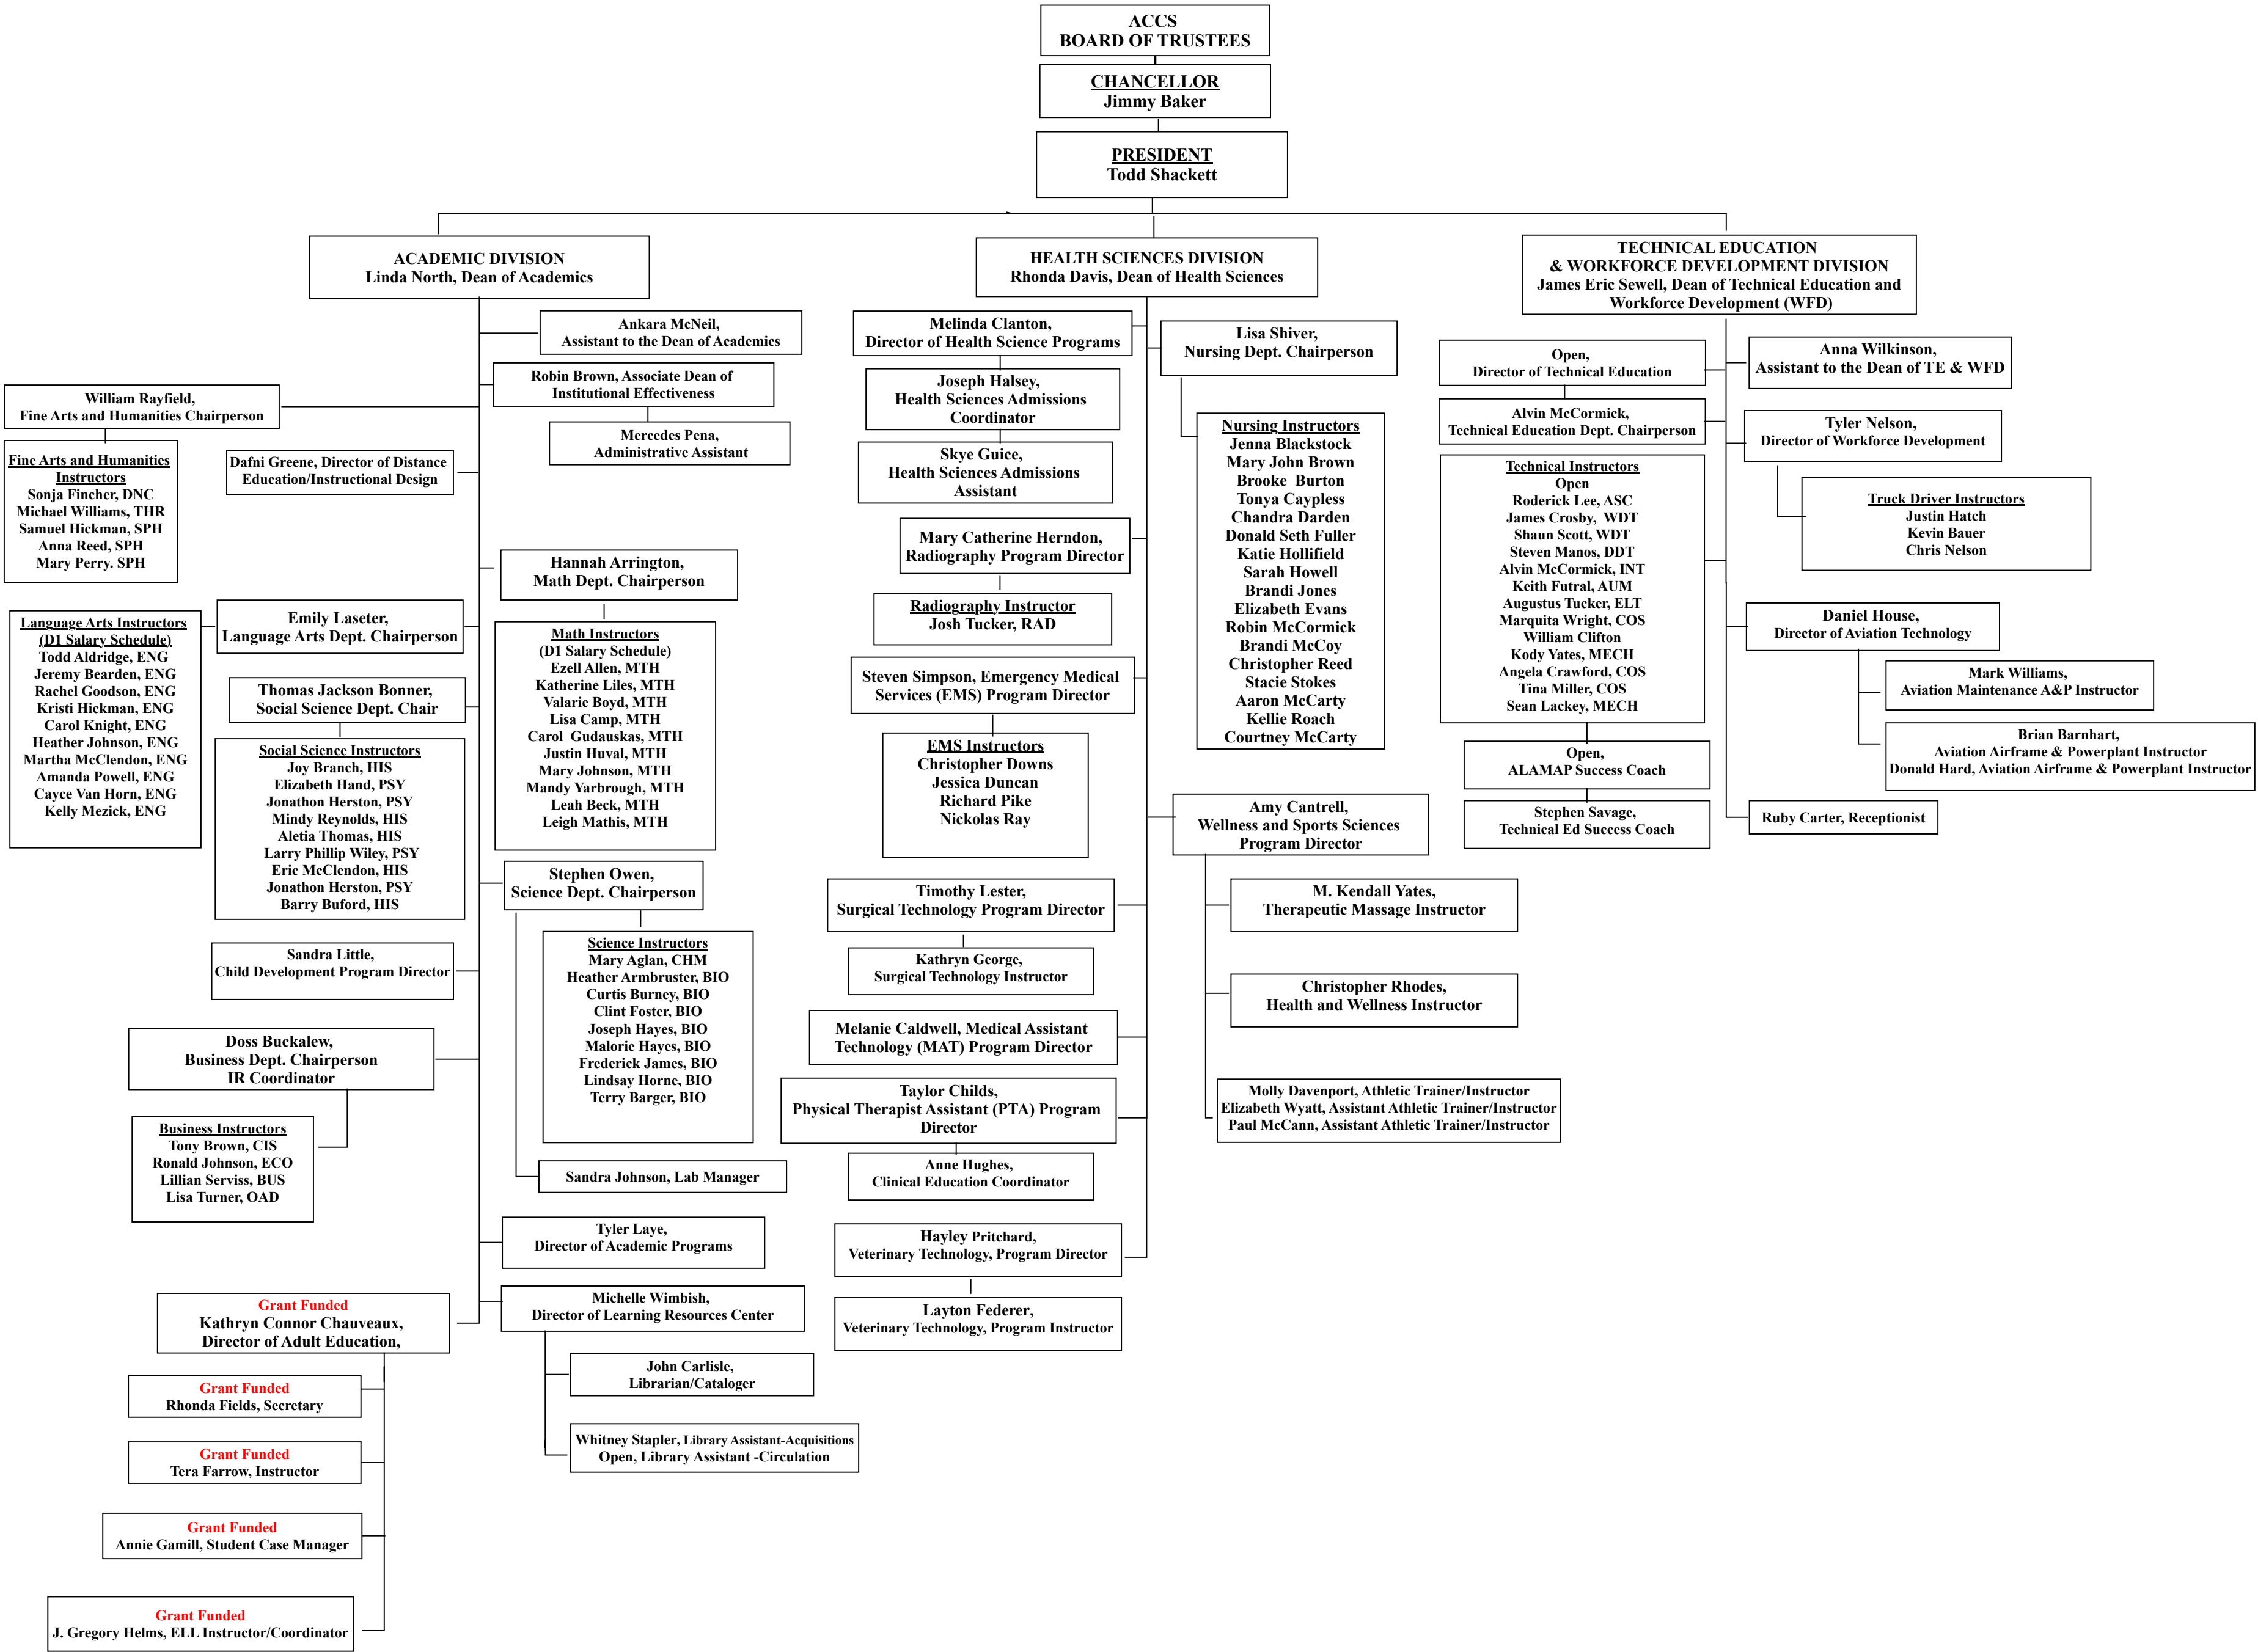 ACCS
BOARD OF TRUSTEES
CHANCELLOR
Jimmy Baker
PRESIDENT
Todd Shackett
ACADEMIC DIVISION
Linda North, Dean of Academics
Ankara McNeil,
Assistant to the Dean of Academics
Robin Brown, Associate Dean of
Institutional Effectiveness
Mercedes Pena,
Administrative Assistant
William Rayfield,
Fine Arts and Humanities Chairperson
Fine Arts and Humanities
Instructors
Sonja Fincher, DNC
Michael Williams, THR
Samuel Hickman, SPH
Anna Reed, SPH
Mary Perry. SPH
Dafni Greene, Director of Distance
Education/Instructional Design
Hannah Arrington,
Math Dept. Chairperson
Math Instructors
(D1 Salary Schedule)
Ezell Allen, MTH
Katherine Liles, MTH
Valarie Boyd, MTH
Lisa Camp, MTH
Carol  Gudauskas, MTH
Justin Huval, MTH
Mary Johnson, MTH
Mandy Yarbrough, MTH
Leah Beck, MTH
Leigh Mathis, MTH
Emily Laseter,
Language Arts Dept. Chairperson
Language Arts Instructors
(D1 Salary Schedule)
Todd Aldridge, ENG
Jeremy Bearden, ENG
Rachel Goodson, ENG
Kristi Hickman, ENG
Carol Knight, ENG
Heather Johnson, ENG
Martha McClendon, ENG
Amanda Powell, ENG
Cayce Van Horn, ENG
Kelly Mezick, ENG
Thomas Jackson Bonner,
Social Science Dept. Chair
Social Science Instructors
Joy Branch, HIS
Elizabeth Hand, PSY
Jonathon Herston, PSY
Mindy Reynolds, HIS
Aletia Thomas, HIS
Larry Phillip Wiley, PSY
Eric McClendon, HIS
Jonathon Herston, PSY
Barry Buford, HIS
Stephen Owen,
Science Dept. Chairperson
Science Instructors
Mary Aglan, CHM
Heather Armbruster, BIO
Curtis Burney, BIO
Clint Foster, BIO
Joseph Hayes, BIO
Malorie Hayes, BIO
Frederick James, BIO
Lindsay Horne, BIO
Terry Barger, BIO
Sandra Johnson, Lab Manager
Sandra Little,
Child Development Program Director
Doss Buckalew,
Business Dept. Chairperson
IR Coordinator
Business Instructors
Tony Brown, CIS
Ronald Johnson, ECO
Lillian Serviss, BUS
Lisa Turner, OAD
Tyler Laye,
Director of Academic Programs
Michelle Wimbish,
Director of Learning Resources Center
John Carlisle,
Librarian/Cataloger
Whitney Stapler, Library Assistant-Acquisitions
Open, Library Assistant -Circulation
Grant Funded
Kathryn Connor Chauveaux,
Director of Adult Education,
Grant Funded
Rhonda Fields, Secretary
Grant Funded
Tera Farrow, Instructor
Grant Funded
Annie Gamill, Student Case Manager
Grant Funded
J. Gregory Helms, ELL Instructor/Coordinator
HEALTH SCIENCES DIVISION
Rhonda Davis, Dean of Health Sciences
Melinda Clanton,
Director of Health Science Programs
Joseph Halsey,
Health Sciences Admissions
Coordinator
Skye Guice,
Health Sciences Admissions
Assistant
Lisa Shiver,
Nursing Dept. Chairperson
Nursing Instructors
Jenna Blackstock
Mary John Brown
Brooke  Burton
Tonya Caypless
Chandra Darden
Donald Seth Fuller
Katie Hollifield
Sarah Howell
Brandi Jones
Elizabeth Evans
Robin McCormick
Brandi McCoy
Christopher Reed
Stacie Stokes
Aaron McCarty
Kellie Roach
Courtney McCarty
Mary Catherine Herndon,
Radiography Program Director
Radiography Instructor
Josh Tucker, RAD
Steven Simpson, Emergency Medical
Services (EMS) Program Director
EMS Instructors
Christopher Downs
Jessica Duncan
Richard Pike
Nickolas Ray
Amy Cantrell,
Wellness and Sports Sciences
Program Director
M. Kendall Yates,
Therapeutic Massage Instructor
Christopher Rhodes,
Health and Wellness Instructor
Molly Davenport, Athletic Trainer/Instructor
Elizabeth Wyatt, Assistant Athletic Trainer/Instructor
Paul McCann, Assistant Athletic Trainer/Instructor
Timothy Lester,
Surgical Technology Program Director
Kathryn George,
Surgical Technology Instructor
Melanie Caldwell, Medical Assistant
Technology (MAT) Program Director
Taylor Childs,
Physical Therapist Assistant (PTA) Program
Director
Anne Hughes,
Clinical Education Coordinator
Hayley Pritchard,
Veterinary Technology, Program Director
Layton Federer,
Veterinary Technology, Program Instructor
TECHNICAL EDUCATION
& WORKFORCE DEVELOPMENT DIVISION
James Eric Sewell, Dean of Technical Education and
Workforce Development (WFD)
Open,
Director of Technical Education
Alvin McCormick,
Technical Education Dept. Chairperson
Technical Instructors
Open
Roderick Lee, ASC
James Crosby,  WDT
Shaun Scott, WDT
Steven Manos, DDT
Alvin McCormick, INT
Keith Futral, AUM
Augustus Tucker, ELT
Marquita Wright, COS
William Clifton
Kody Yates, MECH
Angela Crawford, COS
Tina Miller, COS
Sean Lackey, MECH
Open,
ALAMAP Success Coach
Stephen Savage,
Technical Ed Success Coach
Anna Wilkinson,
Assistant to the Dean of TE & WFD
Tyler Nelson,
Director of Workforce Development
Truck Driver Instructors
Justin Hatch
Kevin Bauer
Chris Nelson
Daniel House,
Director of Aviation Technology
Mark Williams,
Aviation Maintenance A&P Instructor
Brian Barnhart,
Aviation Airframe & Powerplant Instructor
Donald Hard, Aviation Airframe & Powerplant Instructor
Ruby Carter, Receptionist